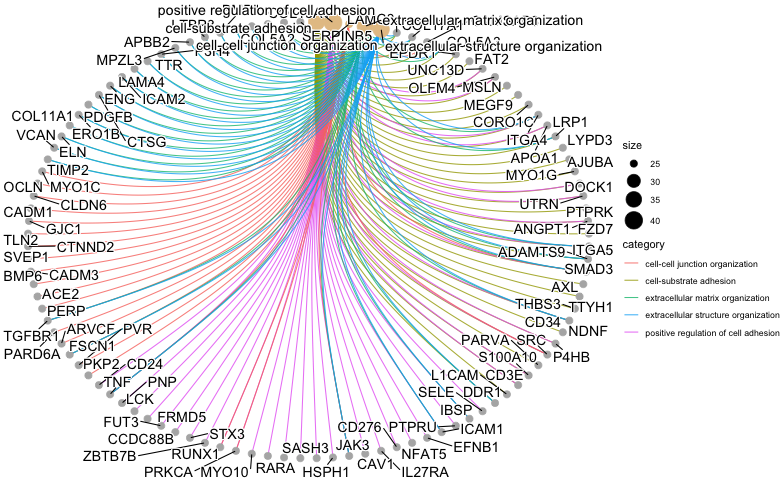 positive regulation of cell adhesion
LAMC2
extracellular matrix organization
cell-substrate adhesion
SERPINB5
COL5A2
cell-cell junction organization
extracellular structure organization
APBB2
EFDR1
MPZL3
TTR
FAT2
UNC13D
LAMA4
OLFM4
MSLN
ENG
ICAM2
MEGF9
COL11A1
PDGFB
CORO1C
LRP1
VCAN
ERO1B
CTSG
ITGA4
LYPD3
ELN
APOA1
AJUBA
TIMP2
MYO1G
OCLN
MYO1C
DOCK1
CLDN6
UTRN
CADM1
PTPRK
GJC1
ANGPT1
FZD7
TLN2
CTNND2
ADAMTS9
ITGA5
SVEP1
SMAD3
BMP6
CADM3
ACE2
AXL
PERP
THBS3
TTYH1
CD34
NDNF
TGFBR1
ARVCF
PVR
PARVA
SRC
PARD6A
FSCN1
S100A10
P4HB
PKP2
CD24
L1CAM
CD3E
TNF
PNP
SELE
DDR1
LCK
IBSP
FUT3
FRMD5
CD276
PTPRU
ICAM1
CCDC88B
STX3
JAK3
EFNB1
ZBTB7B
RUNX1
SASH3
NFAT5
PRKCA
MYO10
RARA
HSPH1
CAV1
IL27RA
size
25
30
35
40
category
cell-cell junction organization
cell-substrate adhesion
extracellular matrix organization
extracellular structure organization
positive regulation of cell adhesion